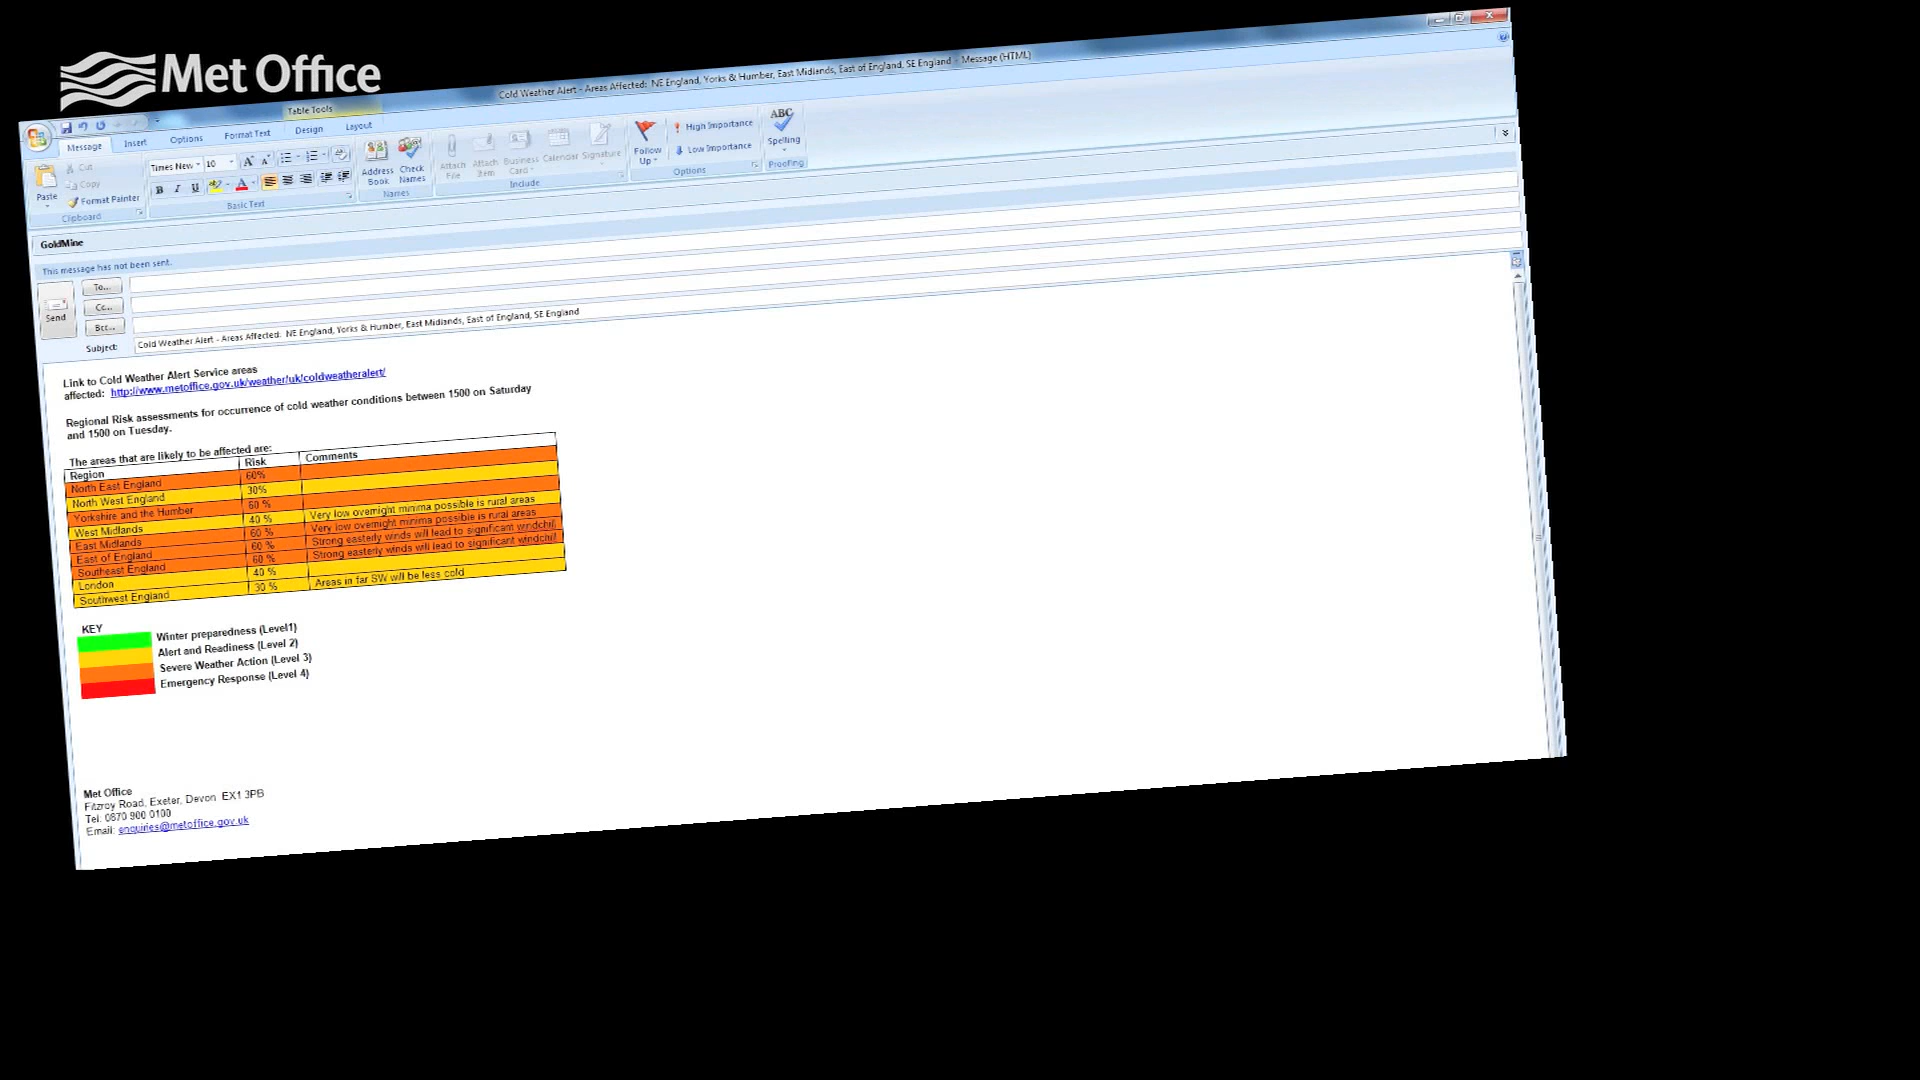 Met Office
Cold Weather Alert - Areas Affected: NE England, Yorks & Humber, East Midlands, East of England, SE England - Message (HTML)
Table Tools
Message Insert Options Format Text Design Layout
Paste
Cut
Copy
Format Painter
Clipboard
Times New 10
B I U
Basic Text
Address Book
Check Names
Names
Attach File
Attach Item
Business Card
Calendar
Signature
Include
Follow Up
High Importance
Low Importance
Options
ABC
Spelling
Proofing
GoldMine
This message has not been sent.
Send
To...
Cc...
Bcc...
Subject: Cold Weather Alert - Areas Affected: NE England, Yorks & Humber, East Midlands, East of England, SE England
Link to Cold Weather Alert Service areas
affected: http://www.metoffice.gov.uk/weather/uk/coldweatheralert/
Regional Risk assessments for occurrence of cold weather conditions between 1500 on Saturday
and 1500 on Tuesday.
The areas that are likely to be affected are:
Region Risk Comments
North East England 60%
North West England 30%
Yorkshire and the Humber 60 %
West Midlands 40 % Very low overnight minima possible is rural areas
East Midlands 60 % Very low overnight minima possible is rural areas
East of England 60 % Strong easterly winds will lead to significant windchill
Southeast England 60 % Strong easterly winds will lead to significant windchill
London 40 %
Southwest England 30 % Areas in far SW will be less cold
KEY
Winter preparedness (Level1)
Alert and Readiness (Level 2)
Severe Weather Action (Level 3)
Emergency Response (Level 4)
Met Office
Fitzroy Road, Exeter, Devon EX1 3PB
Tel: 0870 900 0100
Email: enquiries@metoffice.gov.uk